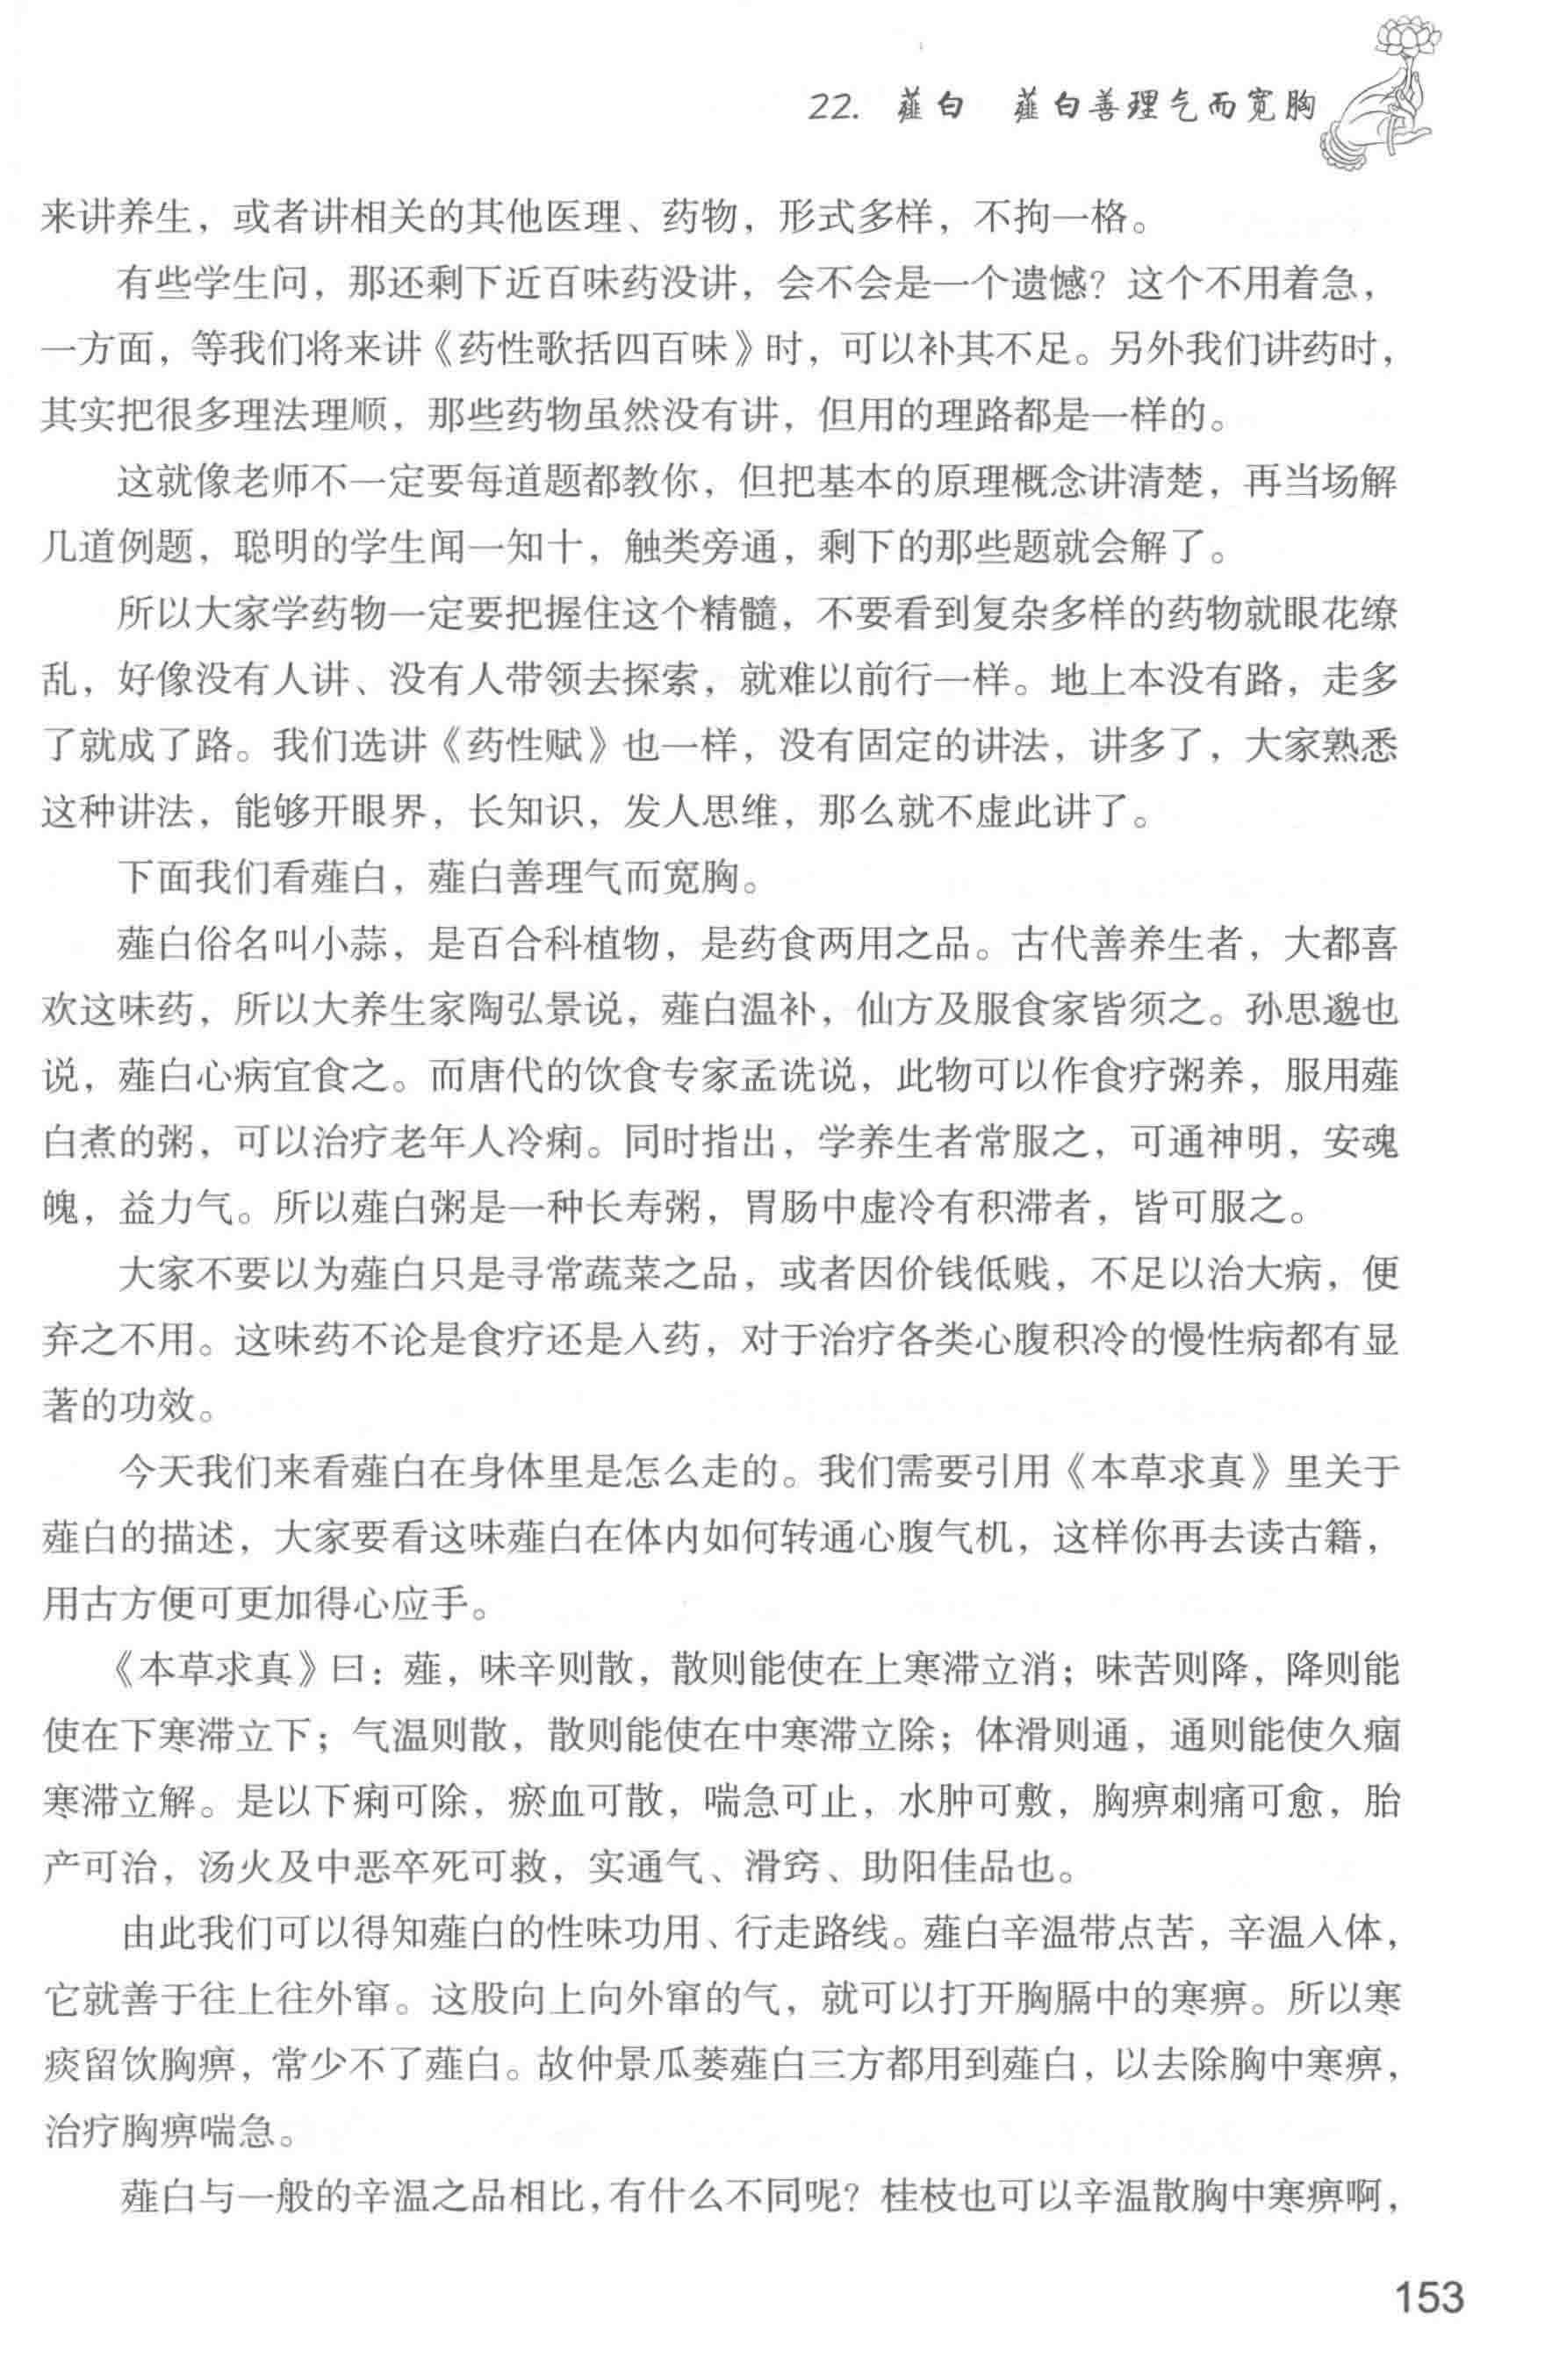 22. 薤白　薤白善理气而宽胸
来讲养生，或者讲相关的其他医理、药物，形式多样，不拘一格。
有些学生问，那还剩下近百味药没讲，会不会是一个遗憾？这个不用着急，
一方面，等我们将来讲《药性歌括四百味》时，可以补其不足。另外我们讲药时，
其实把很多理法理顺，那些药物虽然没有讲，但用的理路都是一样的。
这就像老师不一定要每道题都教你，但把基本的原理概念讲清楚，再当场解
几道例题，聪明的学生闻一知十，触类旁通，剩下的那些题就会解了。
所以大家学药物一定要把握住这个精髓，不要看到复杂多样的药物就眼花缭
乱，好像没有人讲、没有人带领去探索，就难以前行一样。地上本没有路，走多
了就成了路。我们选讲《药性赋》也一样，没有固定的讲法，讲多了，大家熟悉
这种讲法，能够开眼界，长知识，发人思维，那么就不虚此讲了。
下面我们看薤白，薤白善理气而宽胸。
薤白俗名叫小蒜，是百合科植物，是药食两用之品。古代善养生者，大都喜
欢这味药，所以大养生家陶弘景说，薤白温补，仙方及服食家皆须之。孙思邈也
说，薤白心病宜食之。而唐代的饮食专家孟诜说，此物可以作食疗粥养，服用薤
白煮的粥，可以治疗老年人冷痢。同时指出，学养生者常服之，可通神明，安魂
魄，益力气。所以薤白粥是一种长寿粥，胃肠中虚冷有积滞者，皆可服之。
大家不要以为薤白只是寻常蔬菜之品，或者因价钱低贱，不足以治大病，便
弃之不用。这味药不论是食疗还是入药，对于治疗各类心腹积冷的慢性病都有显
著的功效。
今天我们来看薤白在身体里是怎么走的。我们需要引用《本草求真》里关于
薤白的描述，大家要看这味薤白在体内如何转通心腹气机，这样你再去读古籍，
用古方便可更加得心应手。
《本草求真》曰：薤，味辛则散，散则能使在上寒滞立消；味苦则降，降则能
使在下寒滞立下；气温则散，散则能使在中寒滞立除；体滑则通，通则能使久痼
寒滞立解。是以下痢可除，瘀血可散，喘急可止，水肿可敷，胸痹刺痛可愈，胎
产可治，汤火及中恶卒死可救，实通气、滑窍、助阳佳品也。
由此我们可以得知薤白的性味功用、行走路线。薤白辛温带点苦，辛温入体，
它就善于往上往外窜。这股向上向外窜的气，就可以打开胸膈中的寒痹。所以寒
痰留饮胸痹，常少不了薤白。故仲景瓜蒌薤白三方都用到薤白，以去除胸中寒痹，
治疗胸痹喘急。
薤白与一般的辛温之品相比，有什么不同呢？桂枝也可以辛温散胸中寒痹啊，
153